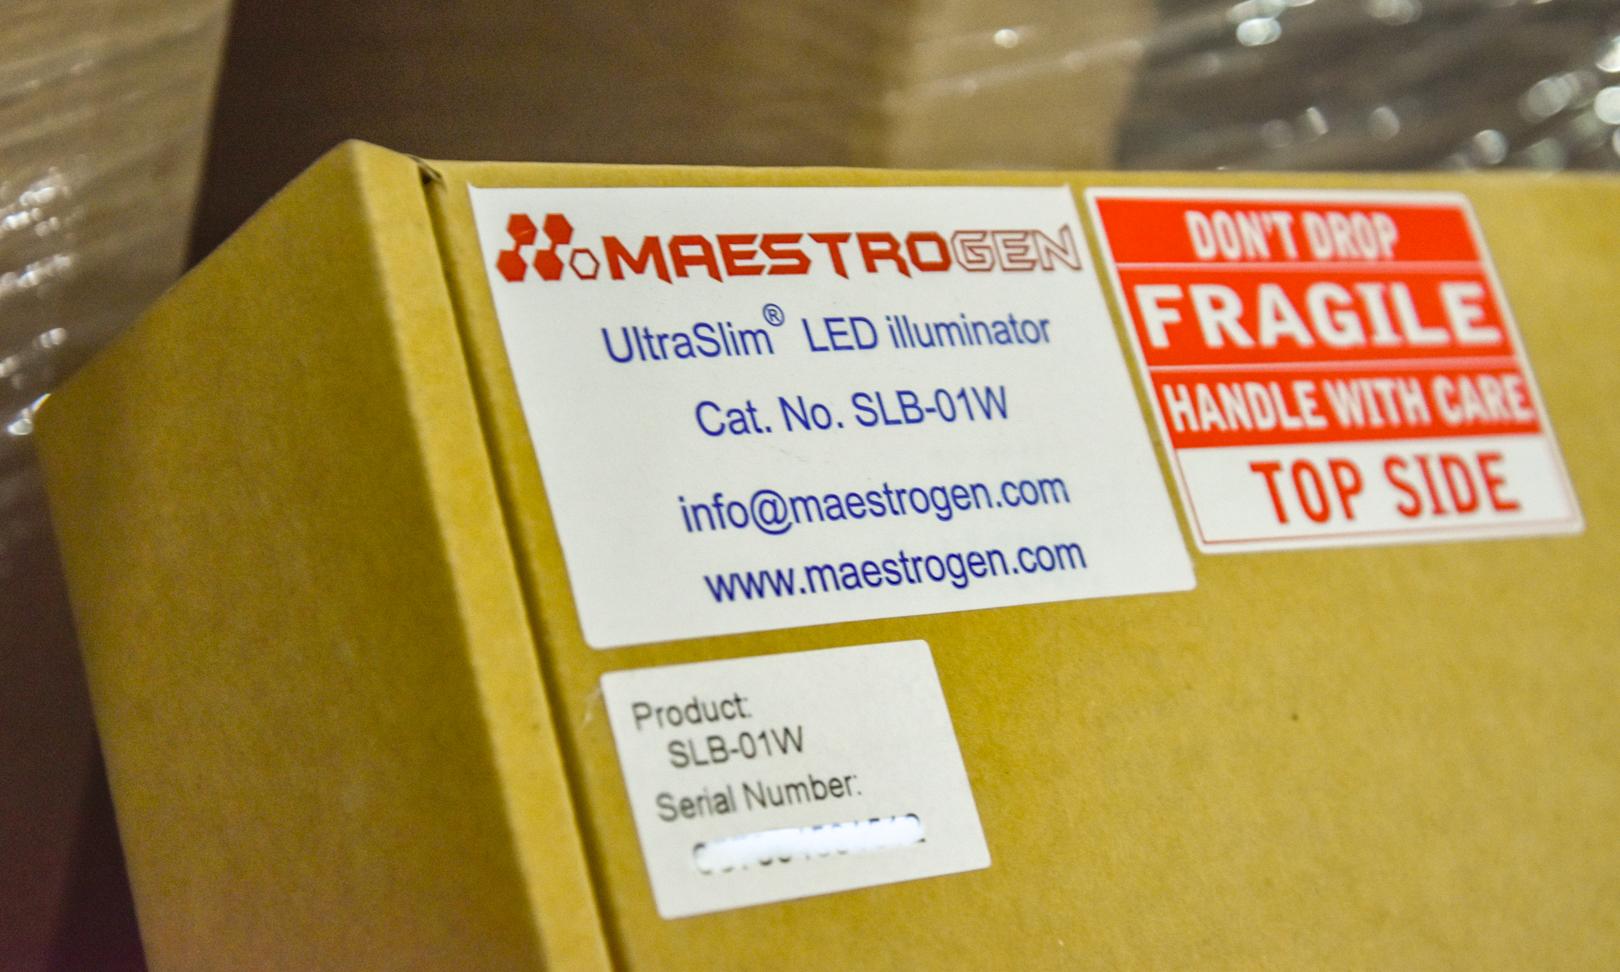 MAESTROGEN
UltraSlim® LED illuminator
Cat. No. SLB-01W
info@maestrogen.com
www.maestrogen.com
DON'T DROP
FRAGILE
HANDLE WITH CARE
TOP SIDE
Product:
SLB-01W
Serial Number: